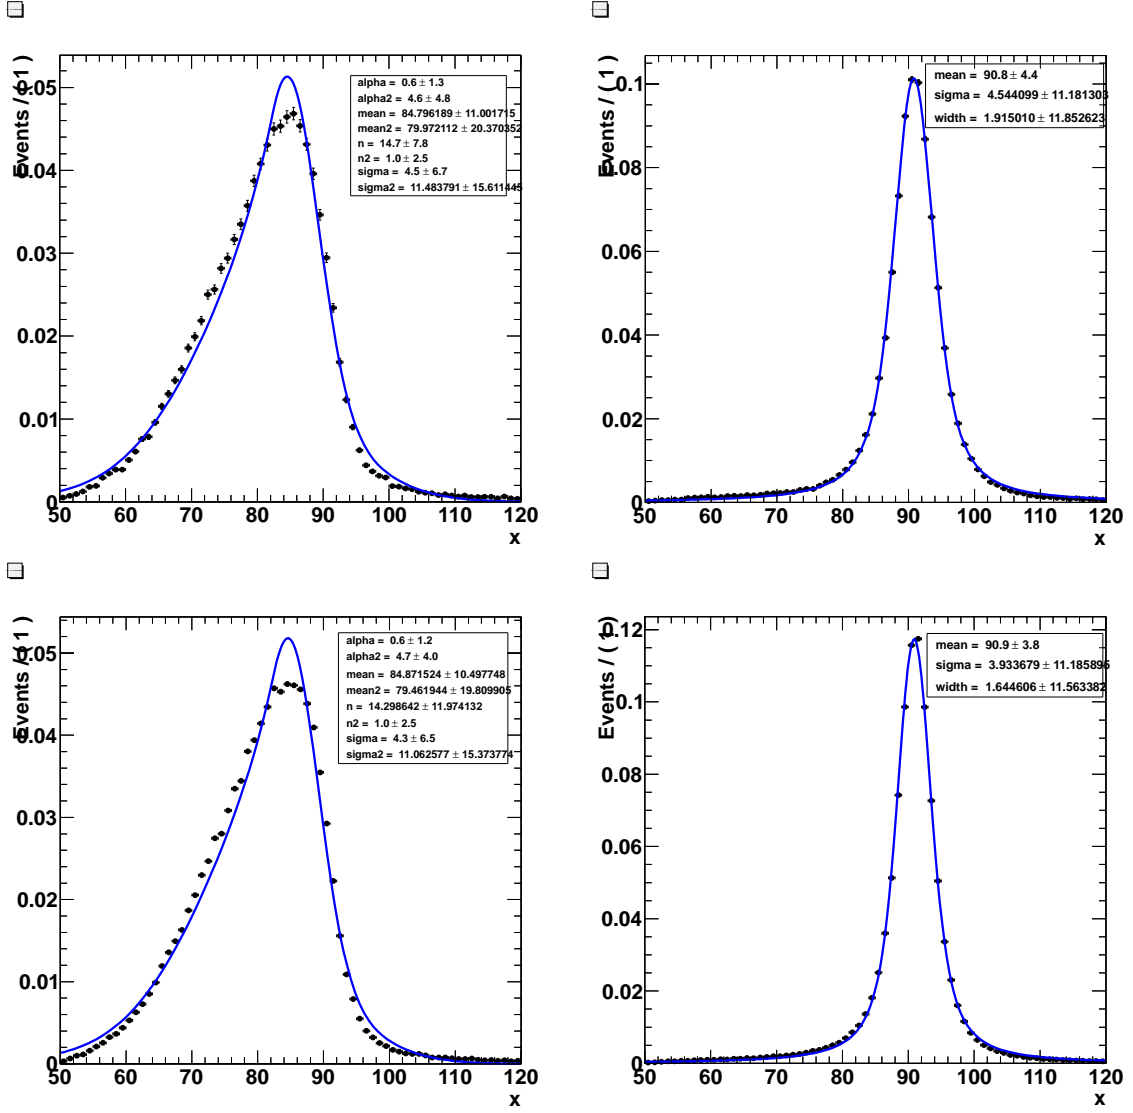 Events / ( 1 )
0.05
0.04
0.03
0.02
0.01
0
50 60 70 80 90 100 110 120
x
alpha = 0.6 ± 1.3
alpha2 = 4.6 ± 4.8
mean = 84.796189 ± 11.001715
mean2 = 79.972112 ± 20.370352
n = 14.7 ± 7.8
n2 = 1.0 ± 2.5
sigma = 4.5 ± 6.7
sigma2 = 11.483791 ± 15.611445
Events / ( 1 )
0.1
0.08
0.06
0.04
0.02
0
50 60 70 80 90 100 110 120
x
mean = 90.8 ± 4.4
sigma = 4.544099 ± 11.181303
width = 1.915010 ± 11.852623
Events / ( 1 )
0.05
0.04
0.03
0.02
0.01
0
50 60 70 80 90 100 110 120
x
alpha = 0.6 ± 1.2
alpha2 = 4.7 ± 4.0
mean = 84.871524 ± 10.497748
mean2 = 79.461944 ± 19.809905
n = 14.298642 ± 11.974132
n2 = 1.0 ± 2.5
sigma = 4.3 ± 6.5
sigma2 = 11.062577 ± 15.373774
Events / ( 1 )
0.12
0.1
0.08
0.06
0.04
0.02
0
50 60 70 80 90 100 110 120
x
mean = 90.9 ± 3.8
sigma = 3.933679 ± 11.185895
width = 1.644606 ± 11.563382